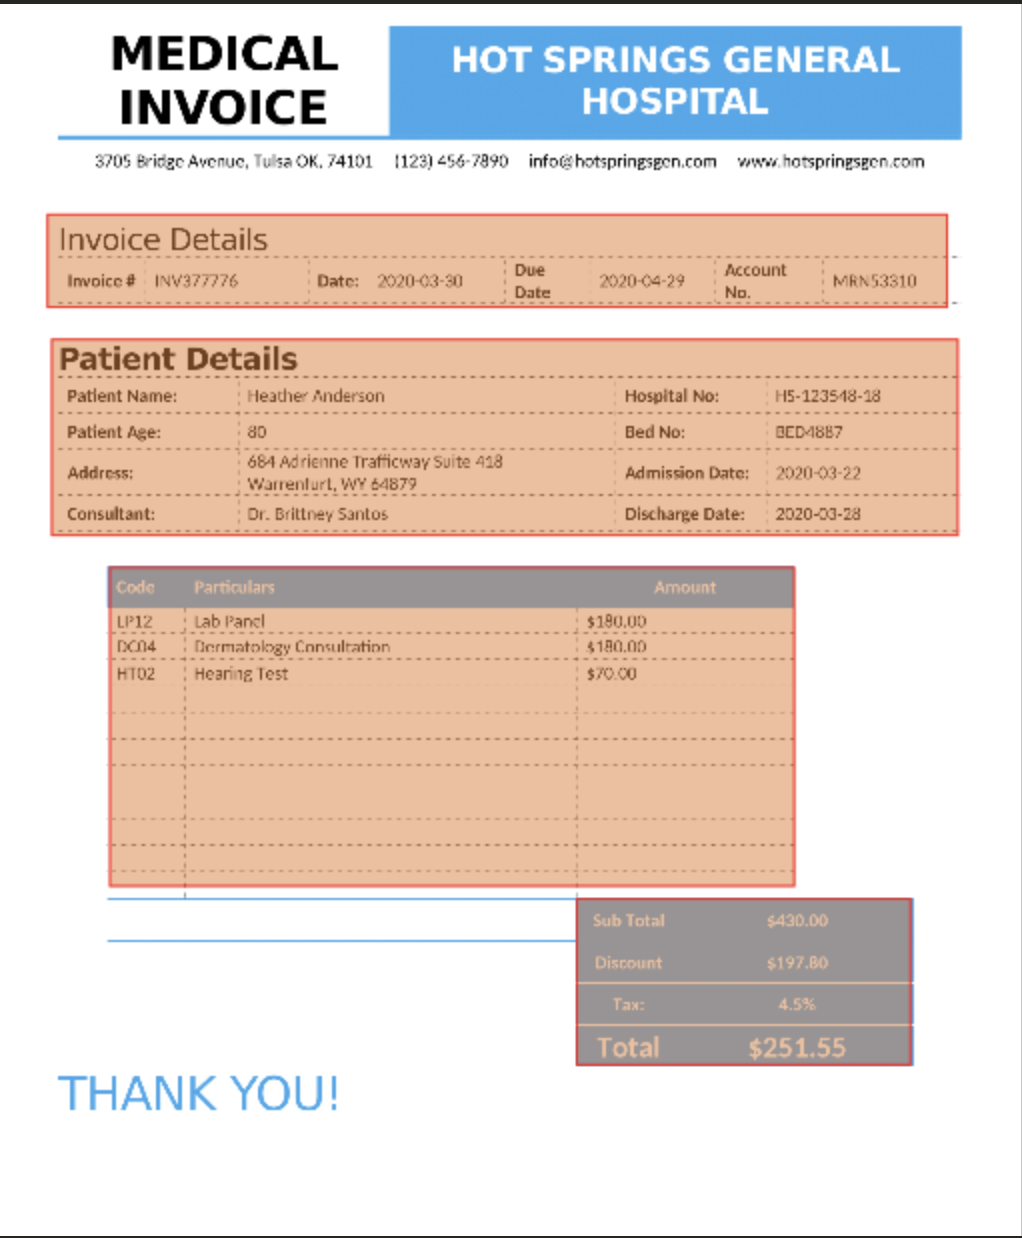 MEDICAL INVOICE
HOT SPRINGS GENERAL HOSPITAL
3705 Bridge Avenue, Tulsa OK, 74101 (123) 456-7890 info@hotspringsgen.com www.hotspringsgen.com
Invoice Details
Invoice # INV377776 Date: 2020-03-30 Due Date 2020-04-29 Account No. MRN53310
Patient Details
Patient Name: Heather Anderson Hospital No: HS-123548-18
Patient Age: 80 Bed No: BED4887
Address: 684 Adrienne Trafficway Suite 418
Warrenfurt, WY 64879 Admission Date: 2020-03-22
Consultant: Dr. Brittney Santos Discharge Date: 2020-03-28
Code Particulars Amount
LP12 Lab Panel $180.00
DC04 Dermatology Consultation $180.00
HT02 Hearing Test $70.00
Sub Total $430.00
Discount $197.80
Tax: 4.5%
Total $251.55
THANK YOU!